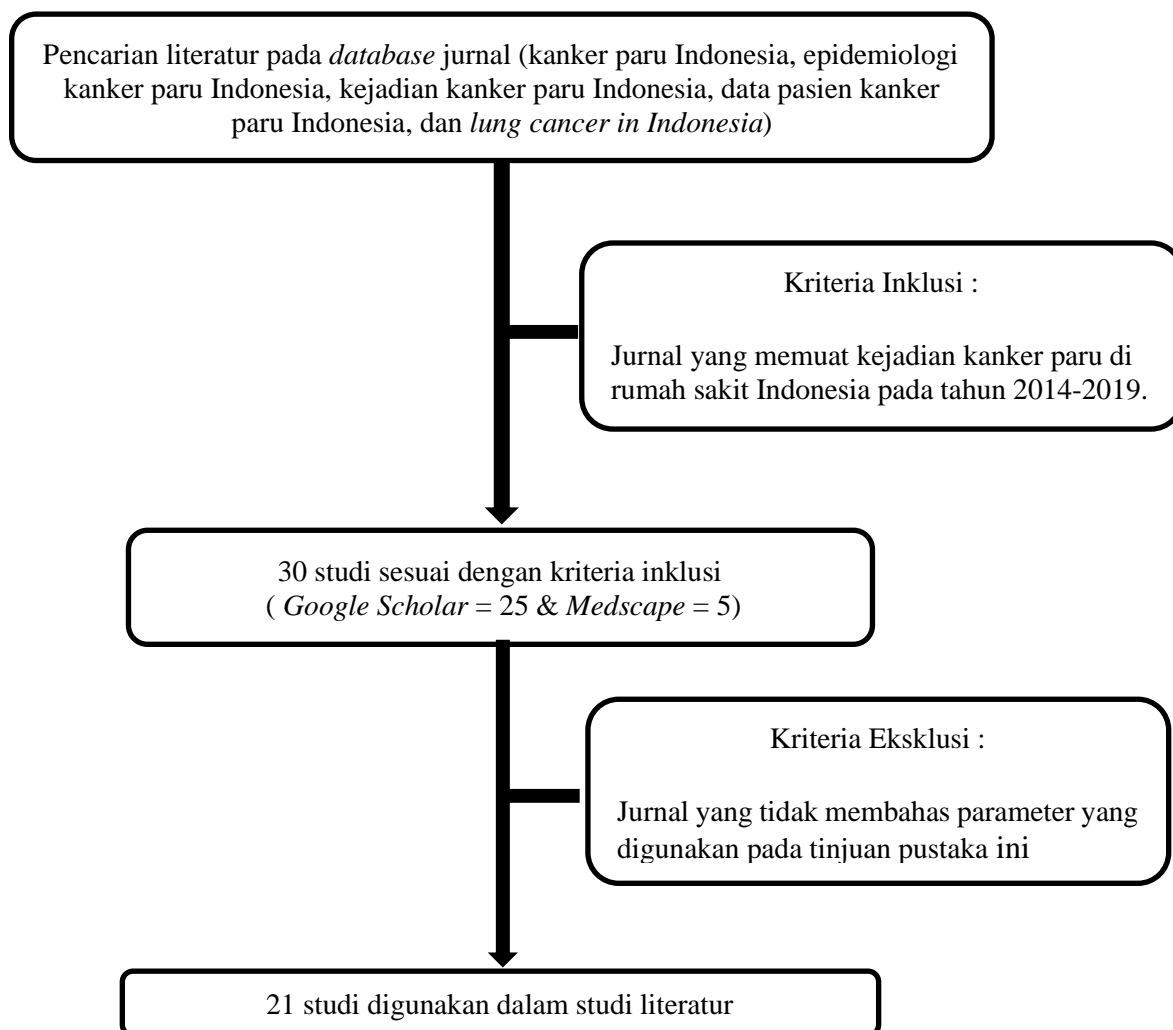 Pencarian literatur pada database jurnal (kanker paru Indonesia, epidemiologi
kanker paru Indonesia, kejadian kanker paru Indonesia, data pasien kanker
paru Indonesia, dan lung cancer in Indonesia)
Kriteria Inklusi :
Jurnal yang memuat kejadian kanker paru di
rumah sakit Indonesia pada tahun 2014-2019.
30 studi sesuai dengan kriteria inklusi
( Google Scholar = 25 & Medscape = 5)
Kriteria Eksklusi :
Jurnal yang tidak membahas parameter yang
digunakan pada tinjuan pustaka ini
21 studi digunakan dalam studi literatur